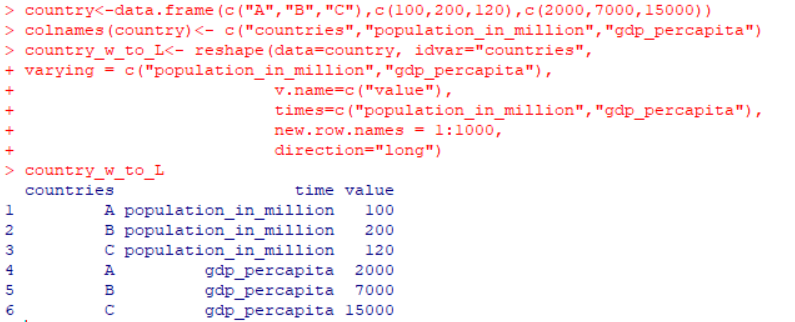 > country<-data.frame(c("A","B","C"),c(100,200,120),c(2000,7000,15000))
> colnames(country)<- c("countries","population_in_million","gdp_percapita")
> country_w_to_L<- reshape(data=country, idvar="countries",
+ varying = c("population_in_million","gdp_percapita"),
+                         v.name=c("value"),
+                         times=c("population_in_million","gdp_percapita"),
+                         new.row.names = 1:1000,
+                         direction="long")
> country_w_to_L
  countries                  time value
1         A population_in_million   100
2         B population_in_million   200
3         C population_in_million   120
4         A         gdp_percapita  2000
5         B         gdp_percapita  7000
6         C         gdp_percapita 15000